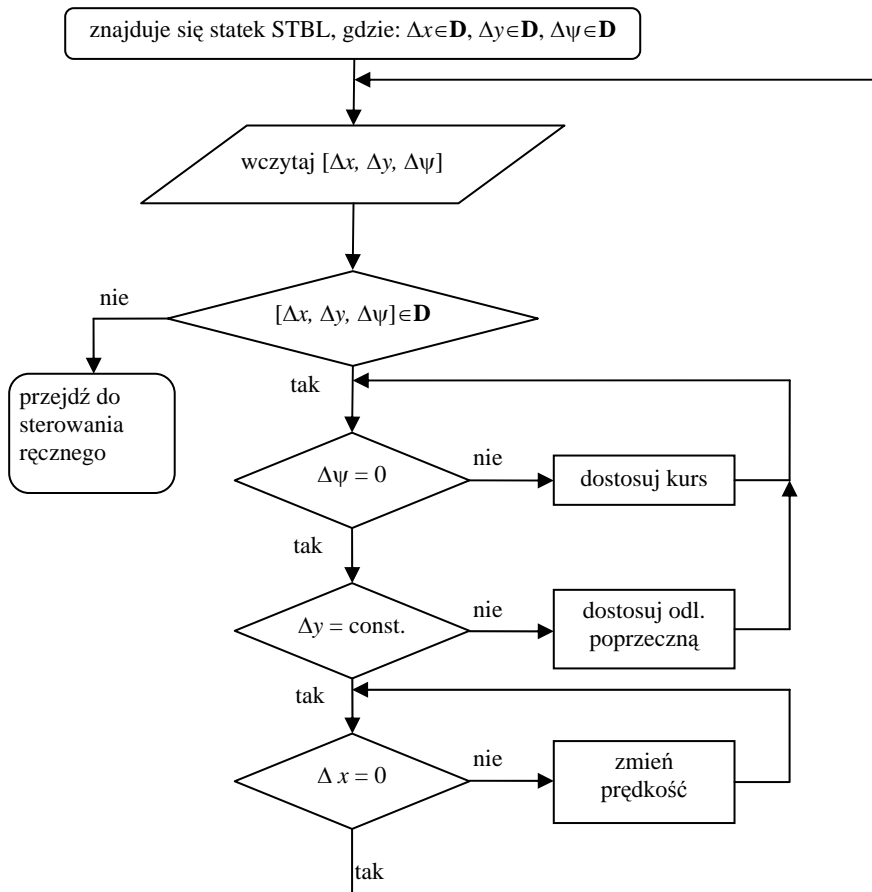 znajduje się statek STBL, gdzie: Δx∈D, Δy∈D, Δψ∈D
wczytaj [Δx, Δy, Δψ]
nie
[Δx, Δy, Δψ]∈D
tak
przejdź do
sterowania
ręcznego
Δψ = 0
nie
dostosuj kurs
tak
Δy = const.
nie
dostosuj odl.
poprzeczną
tak
Δ x = 0
nie
zmień
prędkość
tak